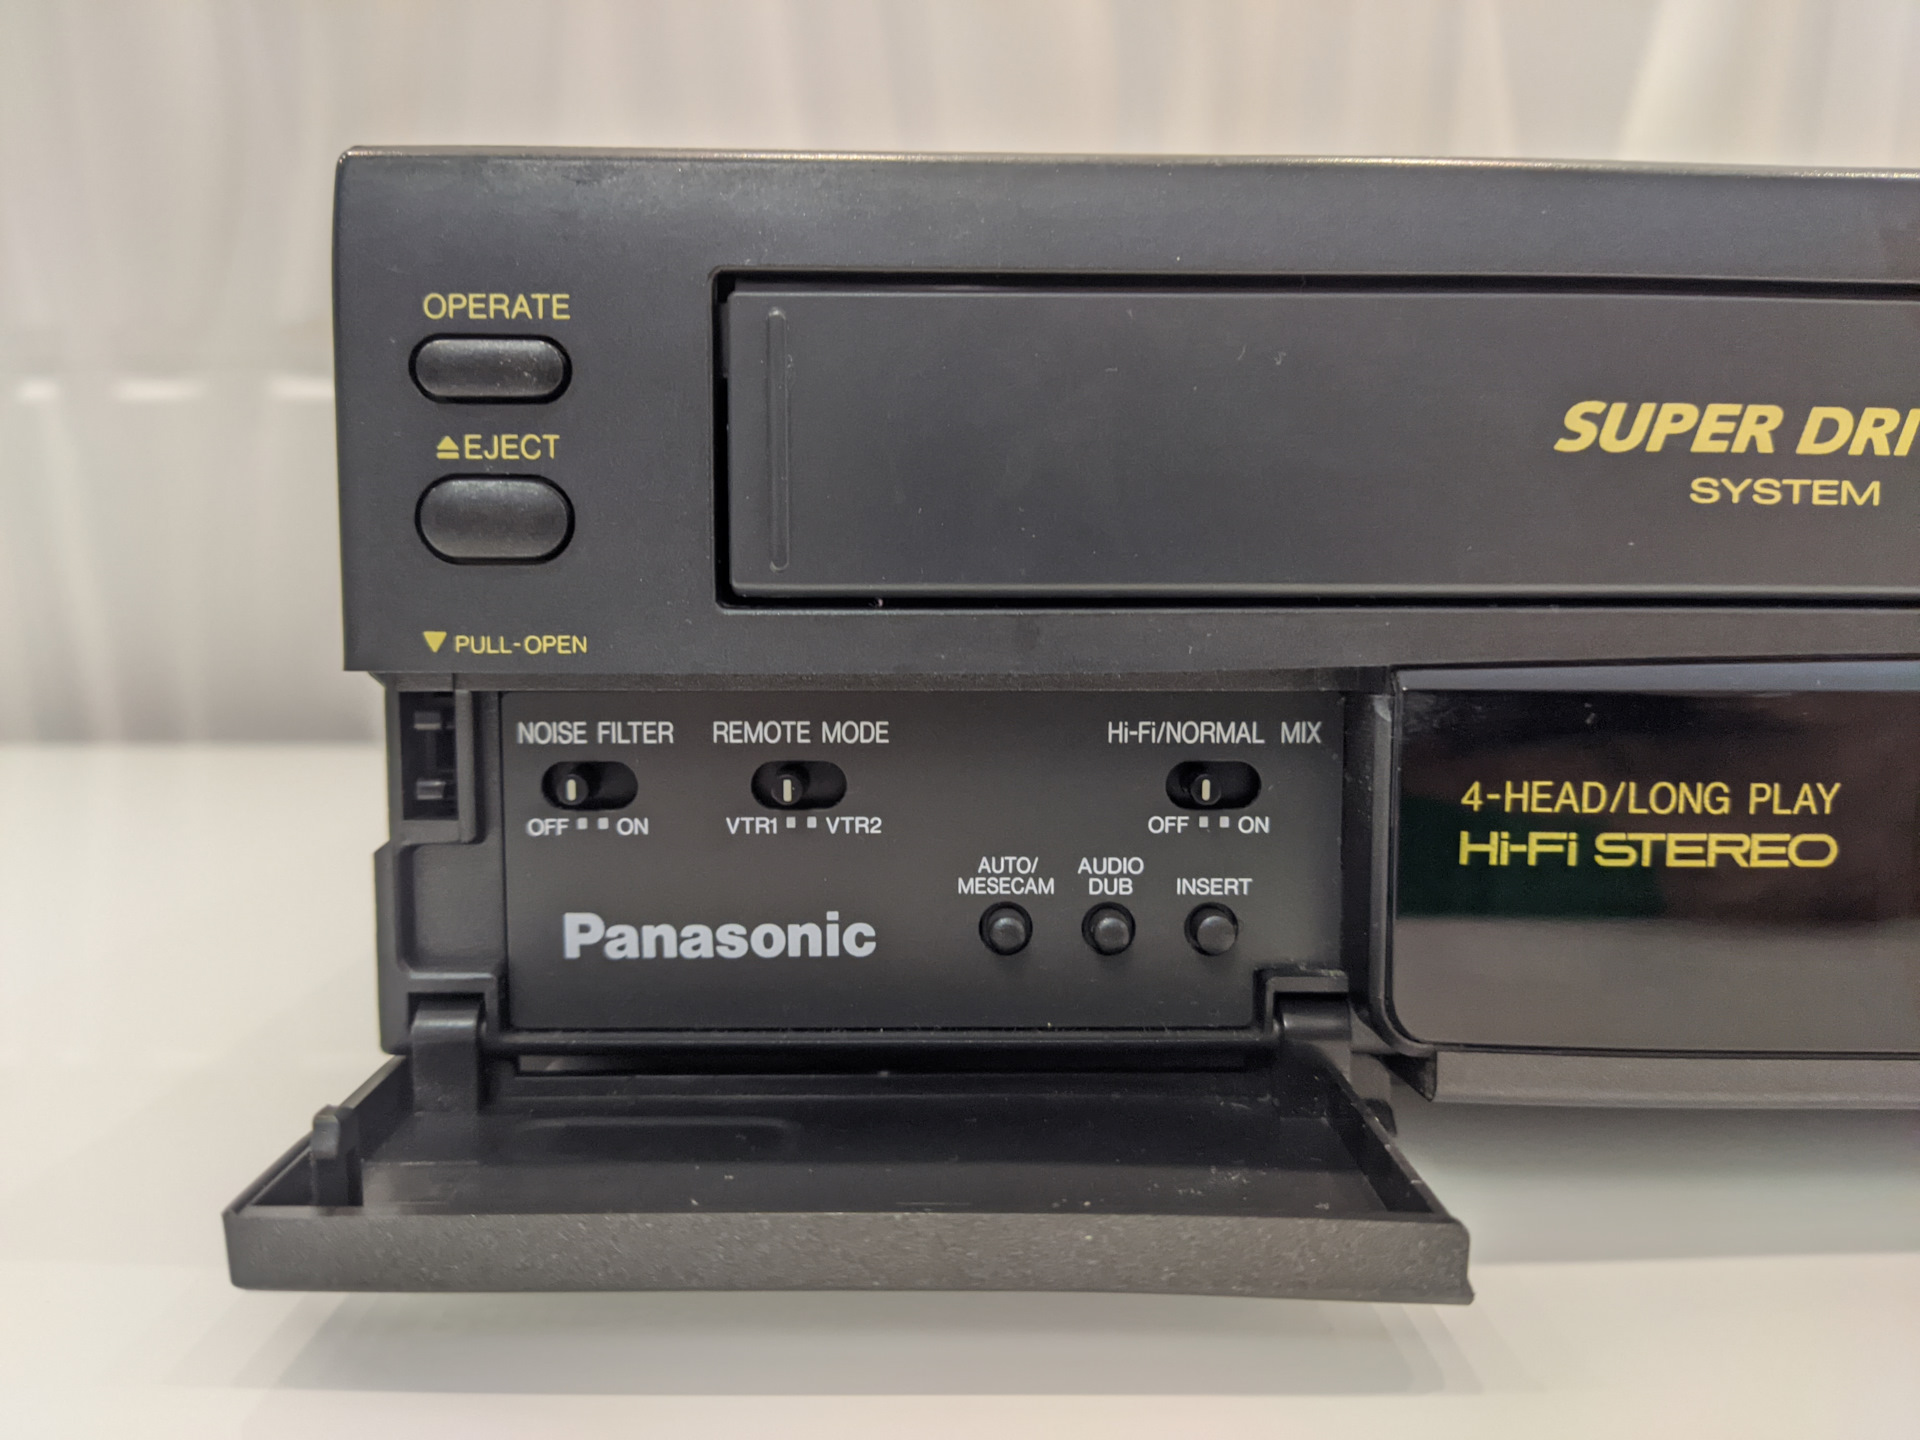 OPERATE
⏏EJECT
▼ PULL-OPEN
SUPER DRI
SYSTEM
NOISE FILTER
OFF ON
REMOTE MODE
VTR1 VTR2
Hi-Fi/NORMAL MIX
OFF ON
AUTO/
MESECAM
AUDIO
DUB
INSERT
Panasonic
4-HEAD/LONG PLAY
Hi-Fi STEREO